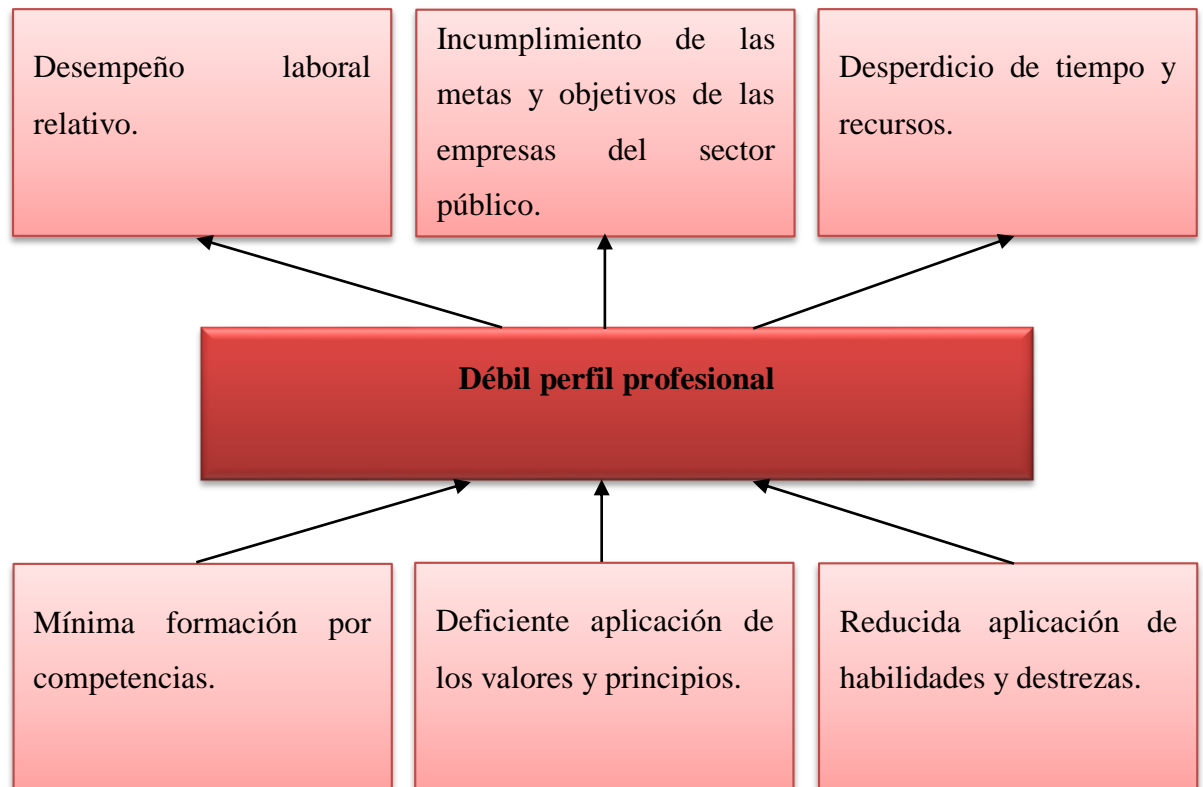 Desempeño laboral
relativo.
Incumplimiento de las
metas y objetivos de las
empresas del sector
público.
Desperdicio de tiempo y
recursos.
Débil perfil profesional
Mínima formación por
competencias.
Deficiente aplicación de
los valores y principios.
Reducida aplicación de
habilidades y destrezas.